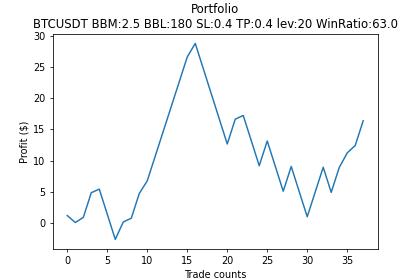 Portfolio
BTCUSDT BBM:2.5 BBL:180 SL:0.4 TP:0.4 lev:20 WinRatio:63.0
30
25
20
15
10
5
0
Profit ($)
0 5 10 15 20 25 30 35
Trade counts